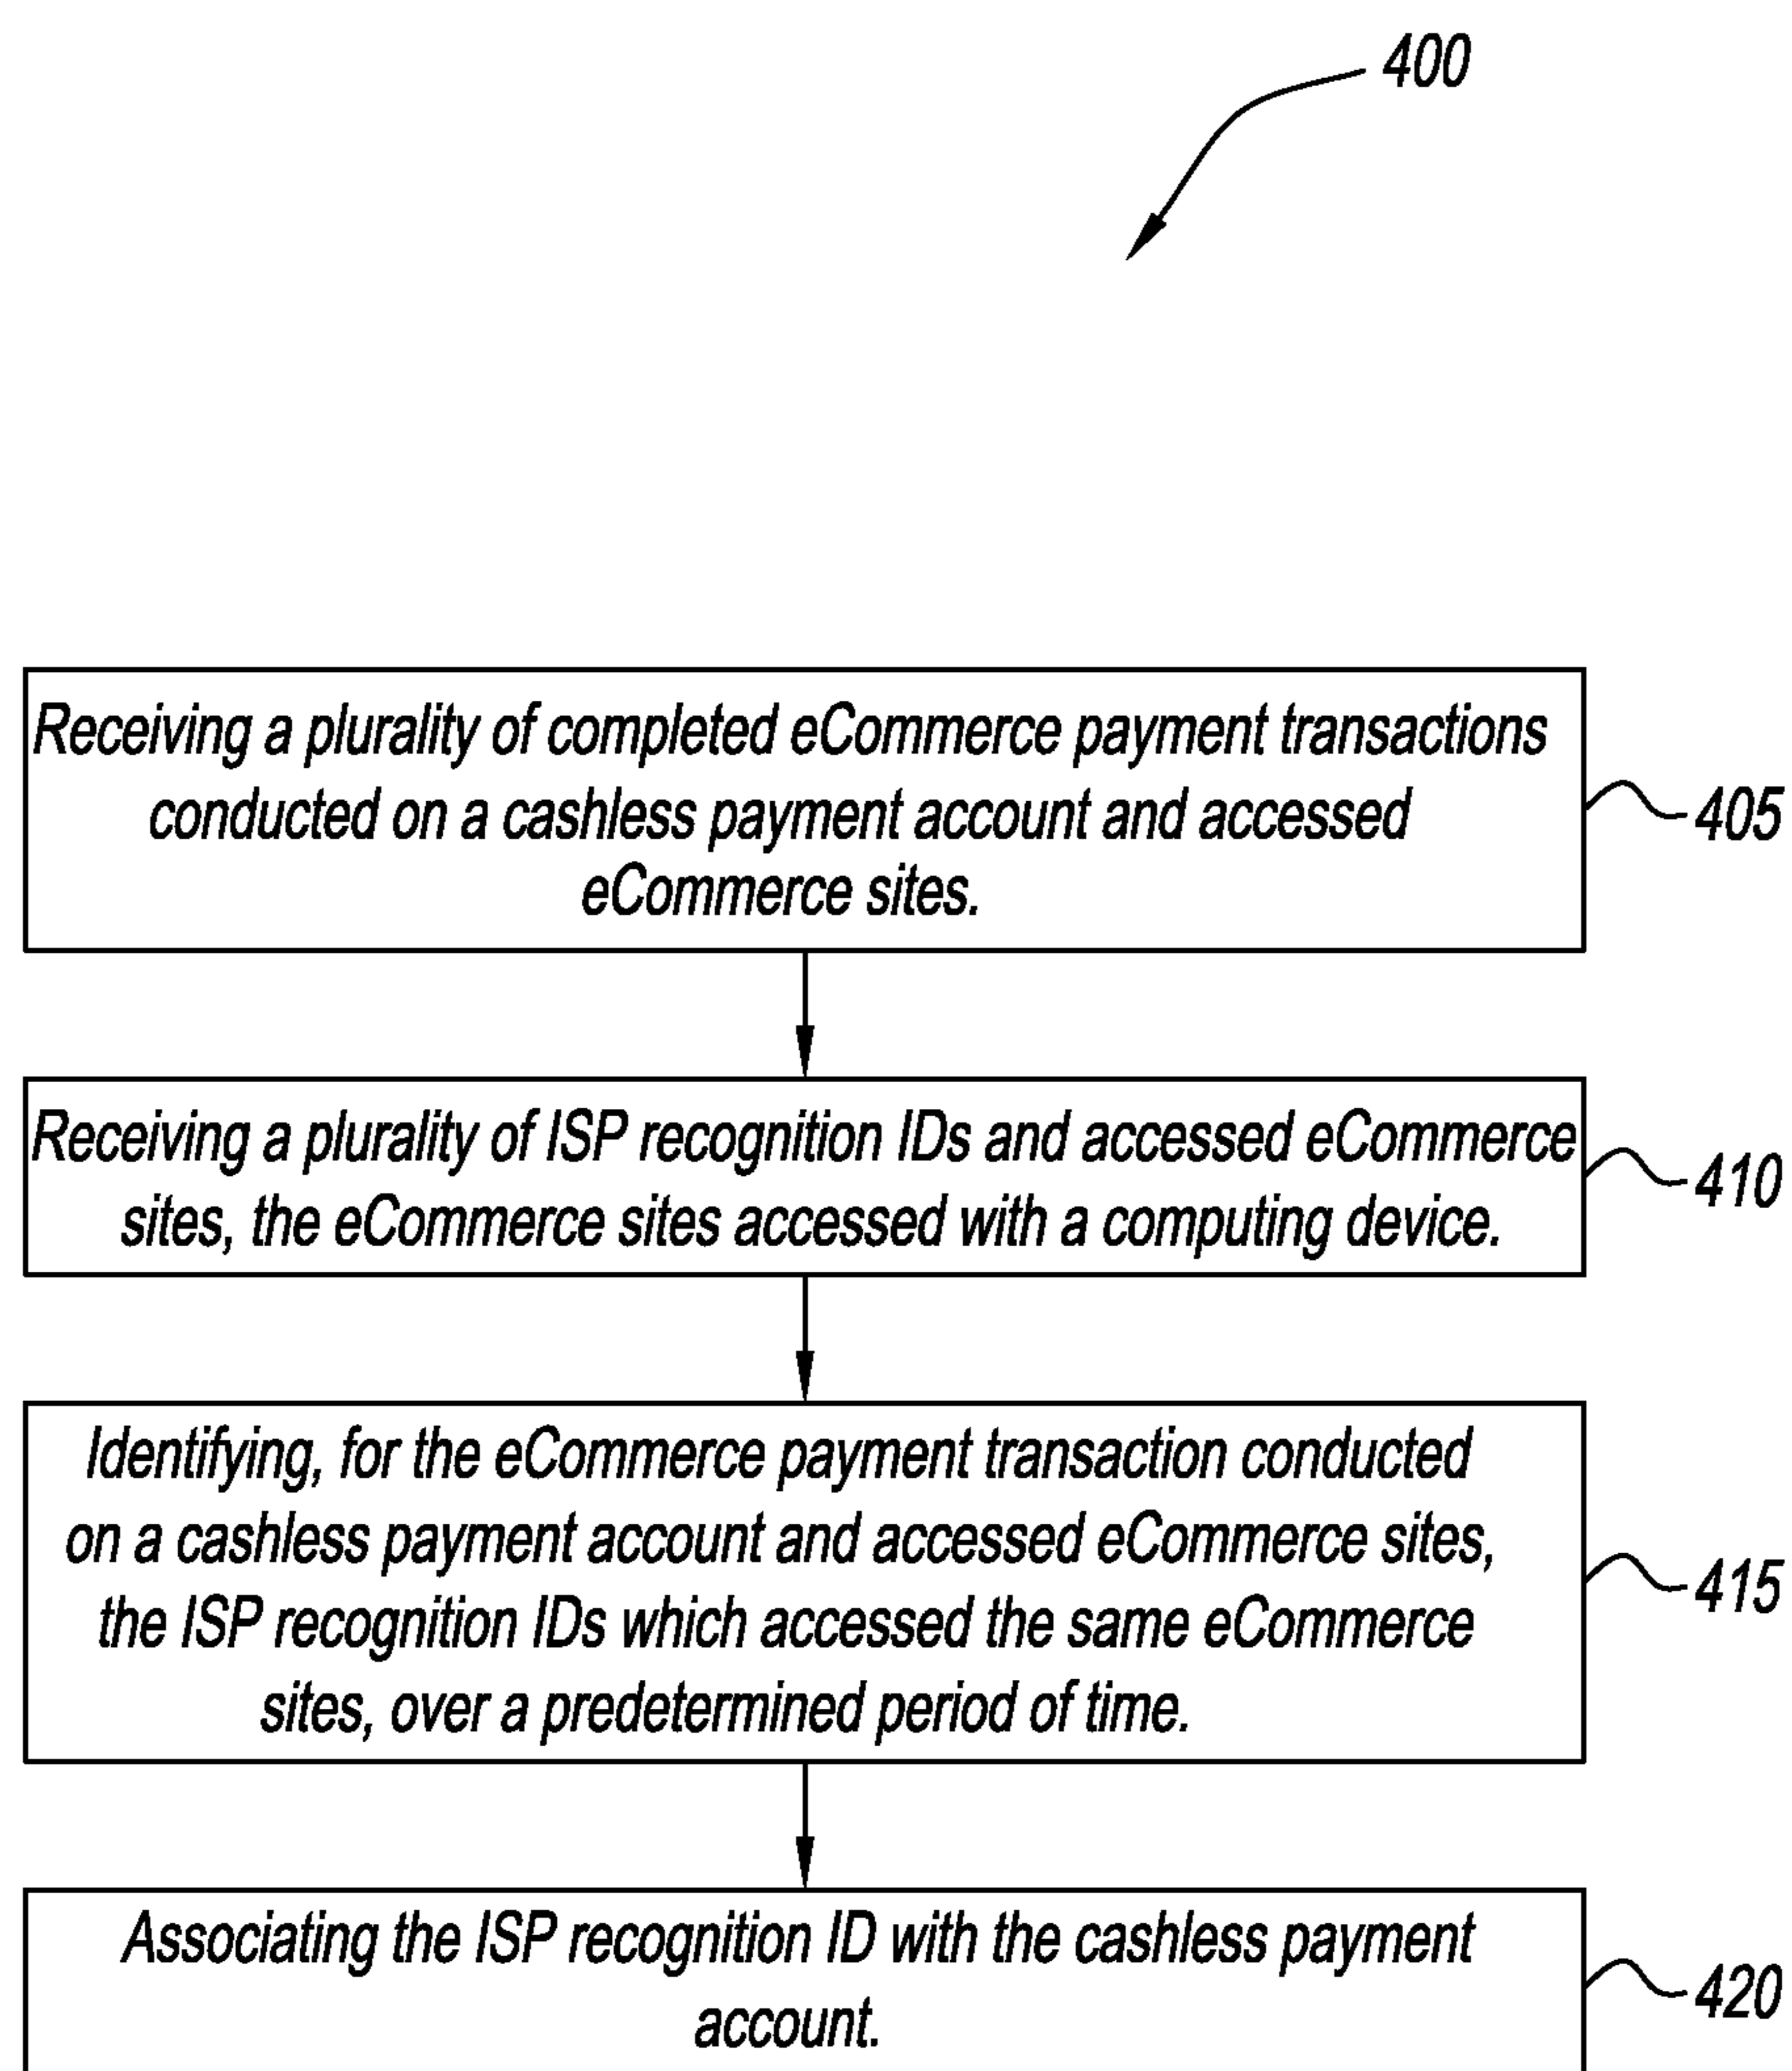 400
Receiving a plurality of completed eCommerce payment transactions
conducted on a cashless payment account and accessed
eCommerce sites.
405
Receiving a plurality of ISP recognition IDs and accessed eCommerce
sites, the eCommerce sites accessed with a computing device.
410
Identifying, for the eCommerce payment transaction conducted
on a cashless payment account and accessed eCommerce sites,
the ISP recognition IDs which accessed the same eCommerce
sites, over a predetermined period of time.
415
Associating the ISP recognition ID with the cashless payment
account.
420